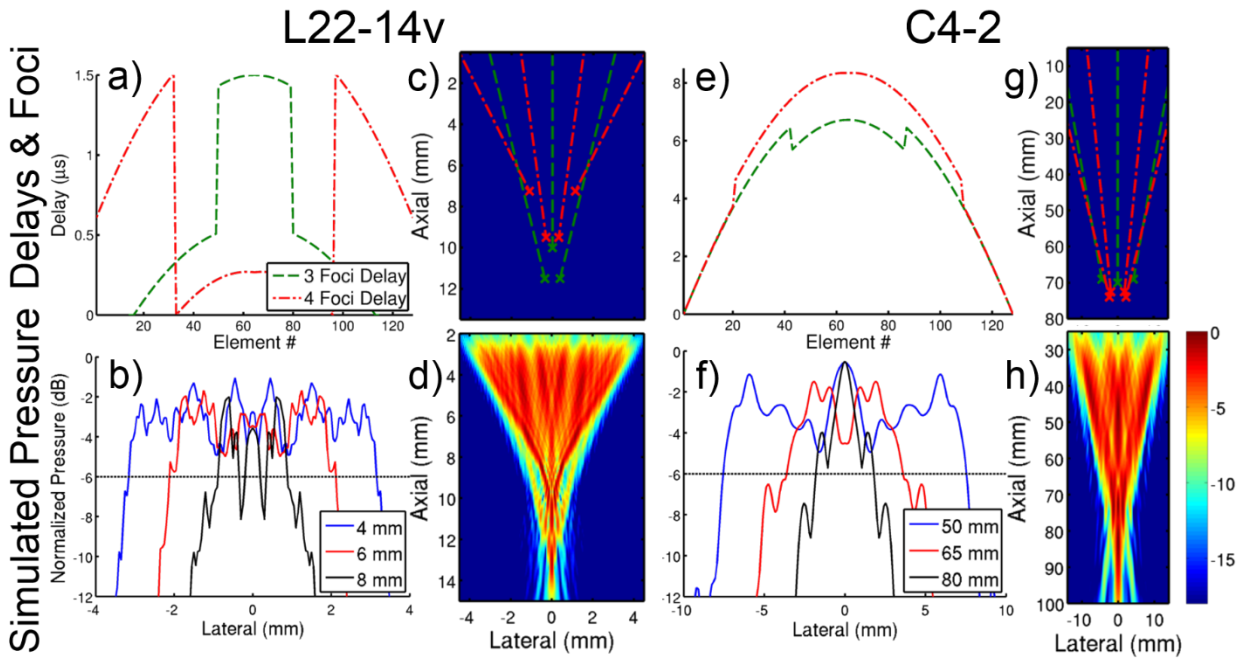 L22-14v
C4-2
Simulated Pressure Delays & Foci
a)
1.5
1
0.5
0
Delay (μs)
3 Foci Delay
4 Foci Delay
20 40 60 80 100 120
Element #
c)
2
4
6
8
10
12
Axial (mm)
e)
8
6
4
2
0
20 40 60 80 100 120
Element #
g)
10
20
30
40
50
60
70
80
Axial (mm)
b)
0
-2
-4
-6
-8
-10
-12
Normalized Pressure (dB)
4 mm
6 mm
8 mm
-4 -2 0 2 4
Lateral (mm)
d)
2
4
6
8
10
12
14
Axial (mm)
-4 -2 0 2 4
Lateral (mm)
f)
0
-2
-4
-6
-8
-10
-12
50 mm
65 mm
80 mm
-10 -5 0 5 10
Lateral (mm)
h)
30
40
50
60
70
80
90
100
Axial (mm)
-10 0 10
Lateral (mm)
0
-5
-10
-15